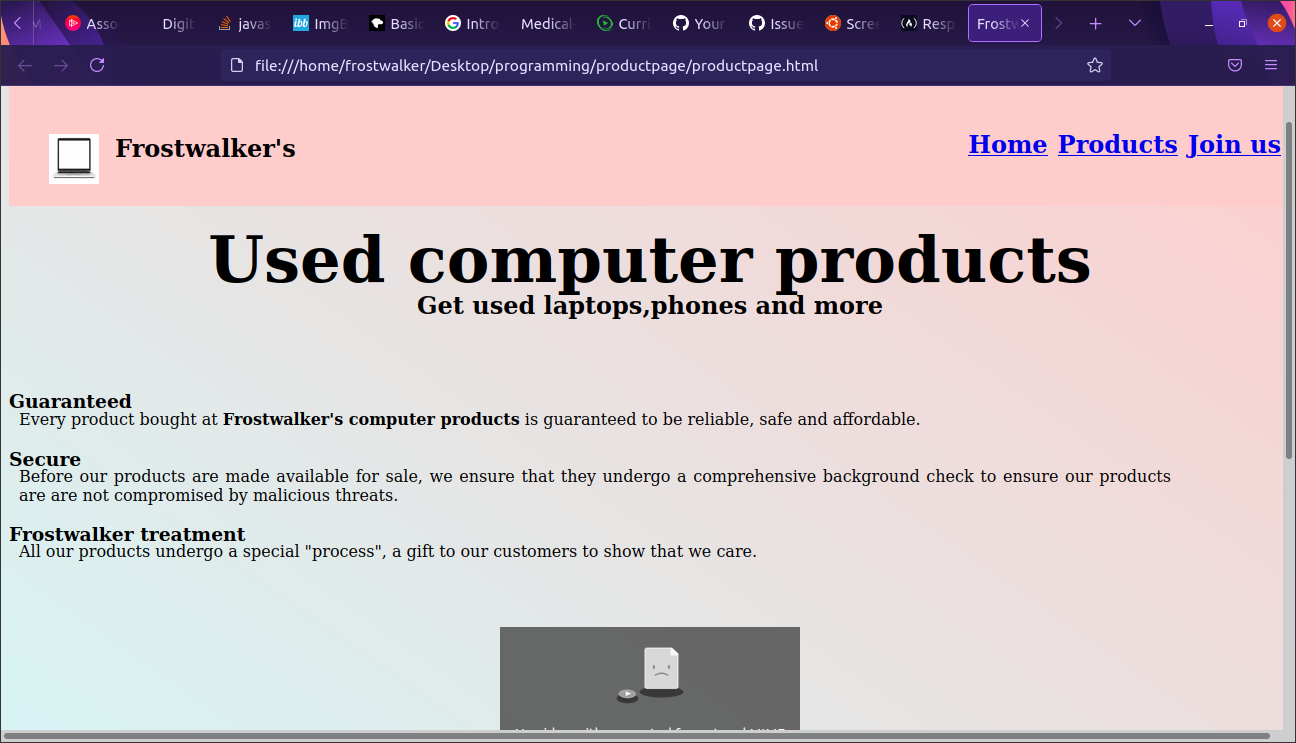 Asso
Digit
javas
ImgB
Basic
Intro
Medical
Curri
Your
Issue
Scree
Resp
Frostw
file:///home/frostwalker/Desktop/programming/productpage/productpage.html
Frostwalker's
Home Products Join us
Used computer products
Get used laptops,phones and more
Guaranteed
Every product bought at Frostwalker's computer products is guaranteed to be reliable, safe and affordable.
Secure
Before our products are made available for sale, we ensure that they undergo a comprehensive background check to ensure our products
are are not compromised by malicious threats.
Frostwalker treatment
All our products undergo a special "process", a gift to our customers to show that we care.